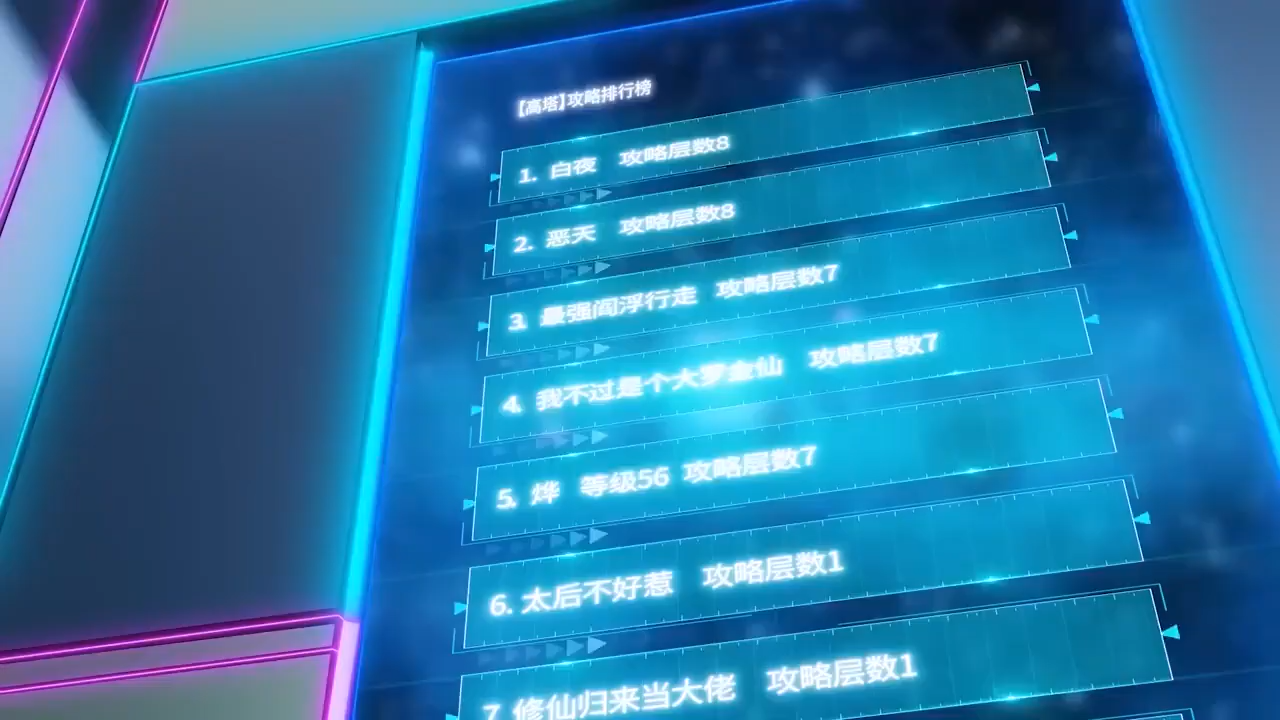 【高塔】攻略排行榜
1. 白夜 攻略层数8
2. 恶天 攻略层数8
3. 最强阎浮行走 攻略层数7
4. 我不过是个大罗金仙 攻略层数7
5. 烨 等级56 攻略层数7
6. 太后不好惹 攻略层数1
7. 修仙归来当大佬 攻略层数1